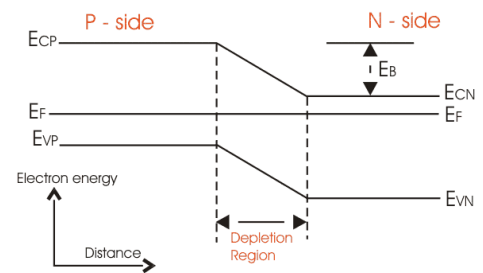 P - side
N - side
ECP
EB
ECN
EF
EF
EVP
Electron energy
EVN
Depletion
Region
Distance